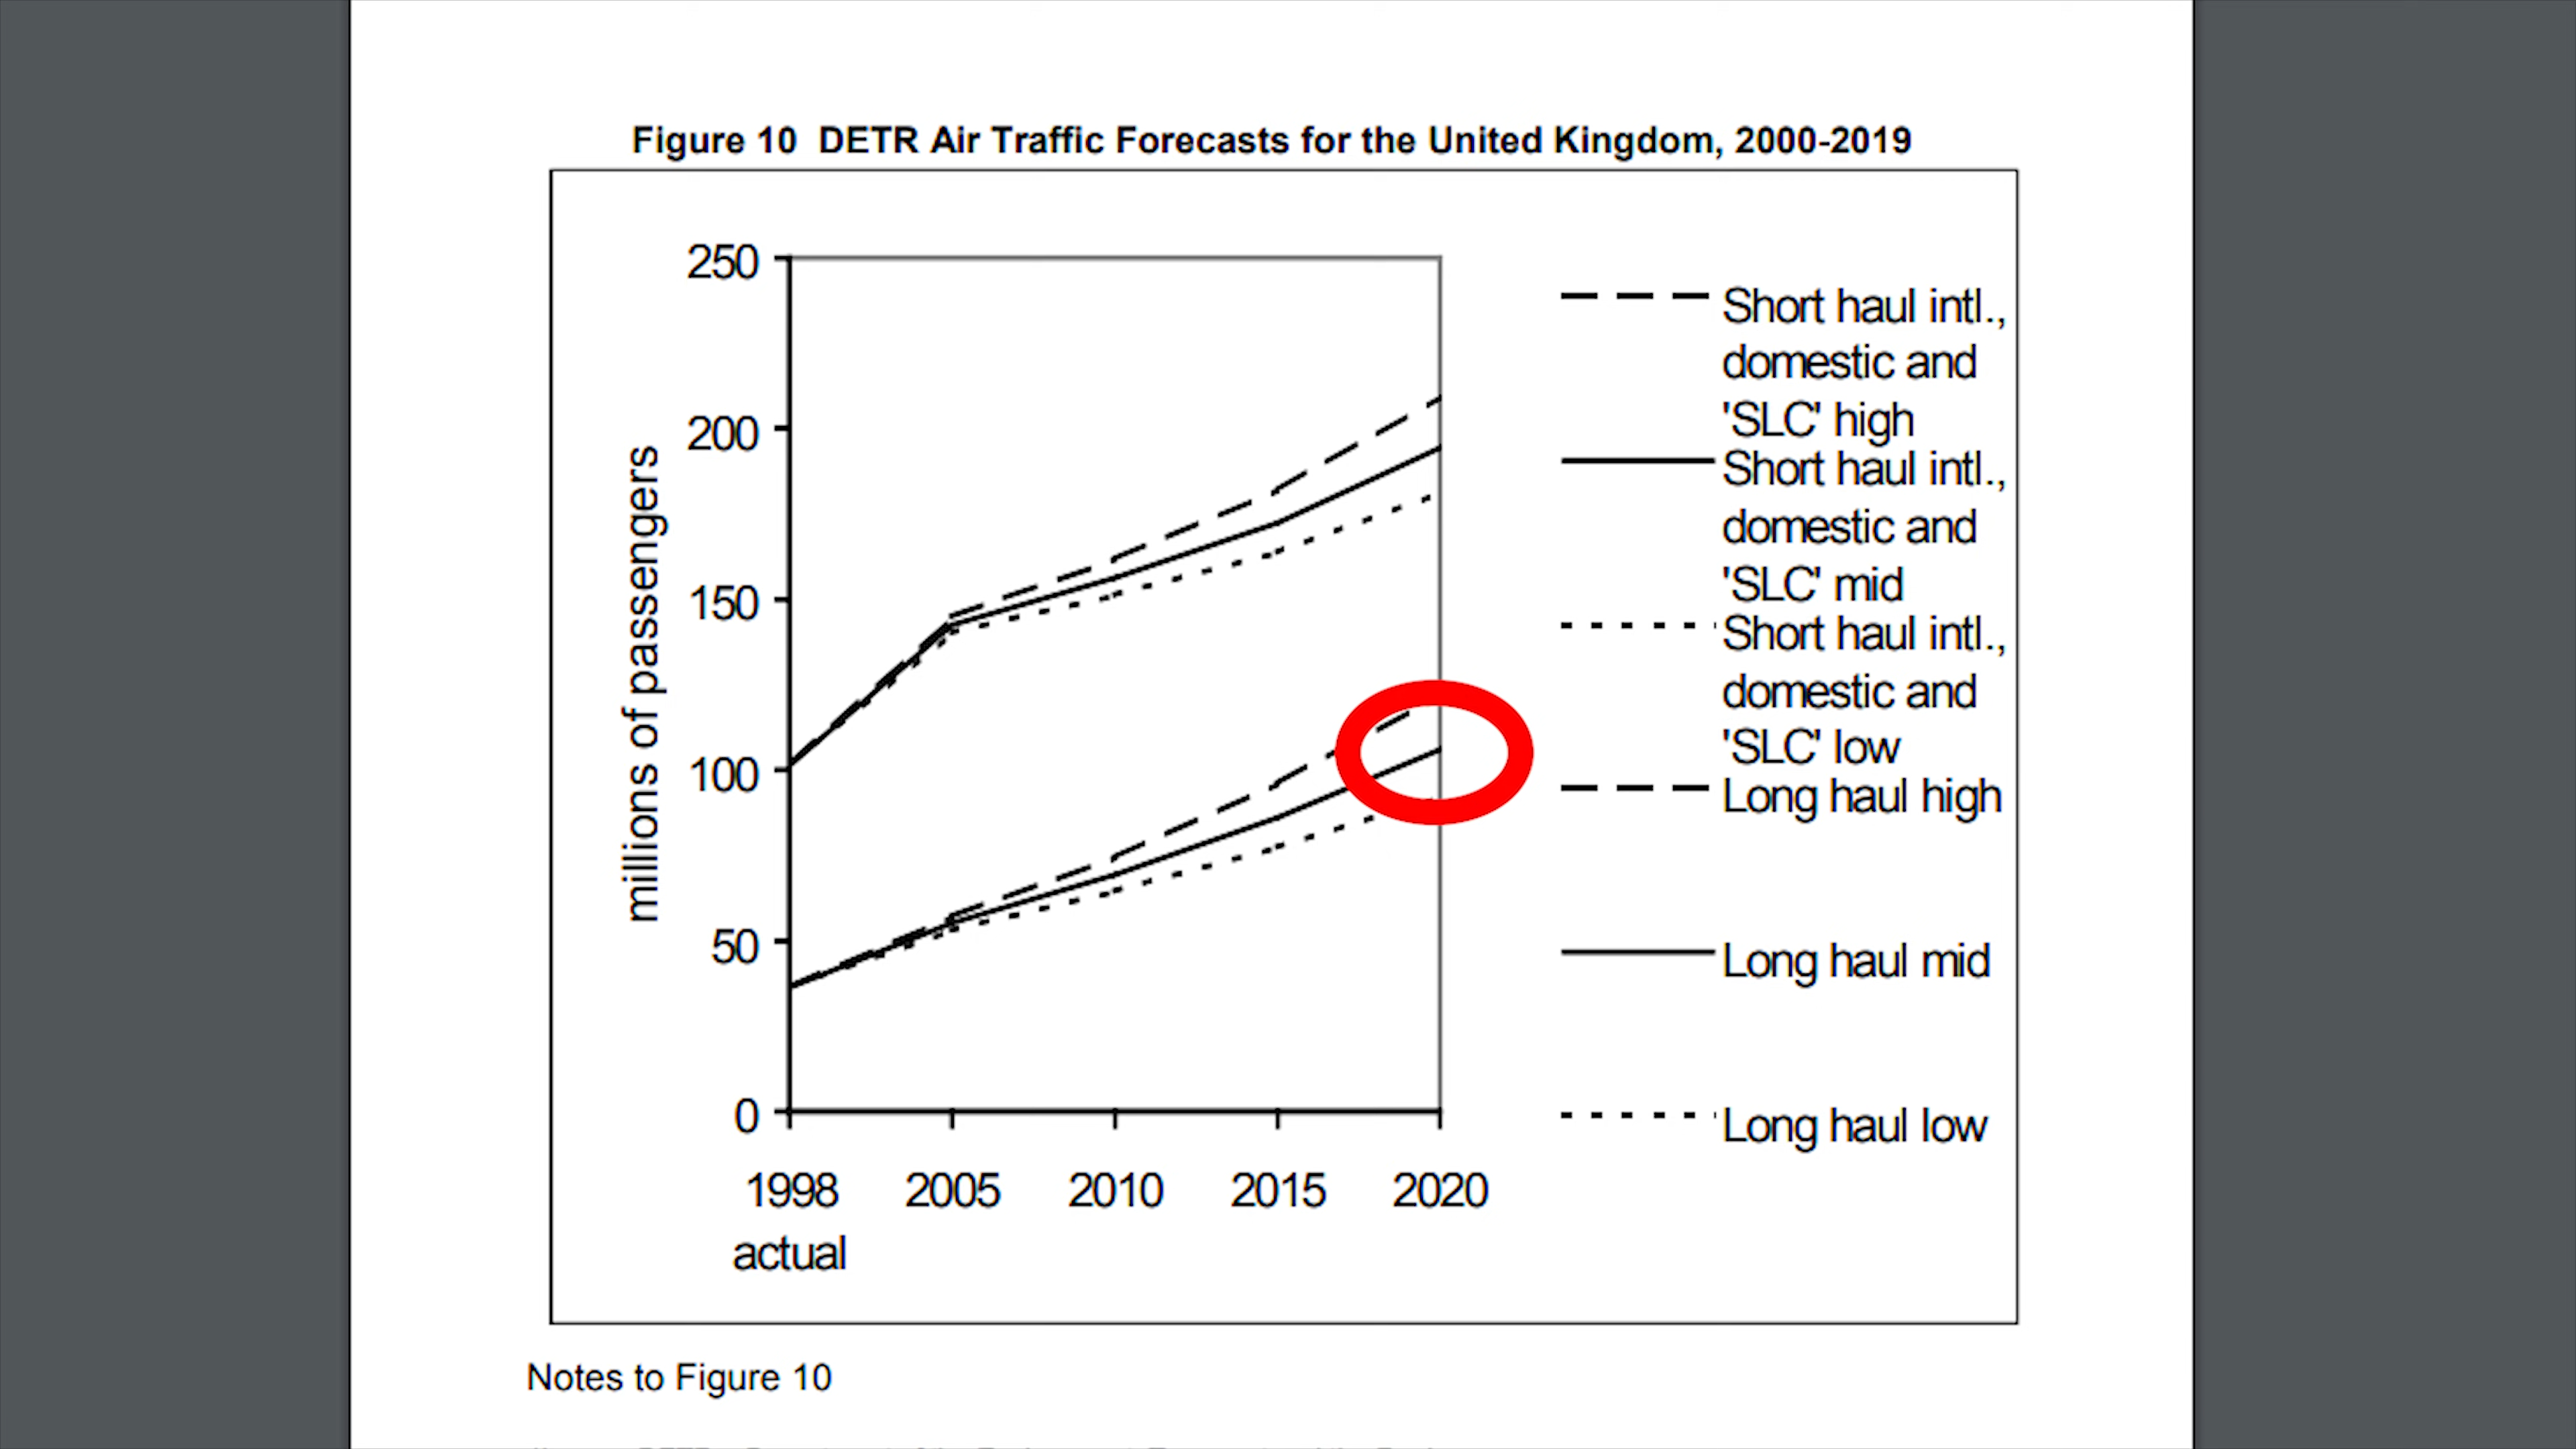 Figure 10 DETR Air Traffic Forecasts for the United Kingdom, 2000-2019
250
200
150
100
50
0
millions of passengers
1998
actual
2005
2010
2015
2020
Short haul intl.,
domestic and
'SLC' high
Short haul intl.,
domestic and
'SLC' mid
Short haul intl.,
domestic and
'SLC' low
Long haul high
Long haul mid
Long haul low
Notes to Figure 10